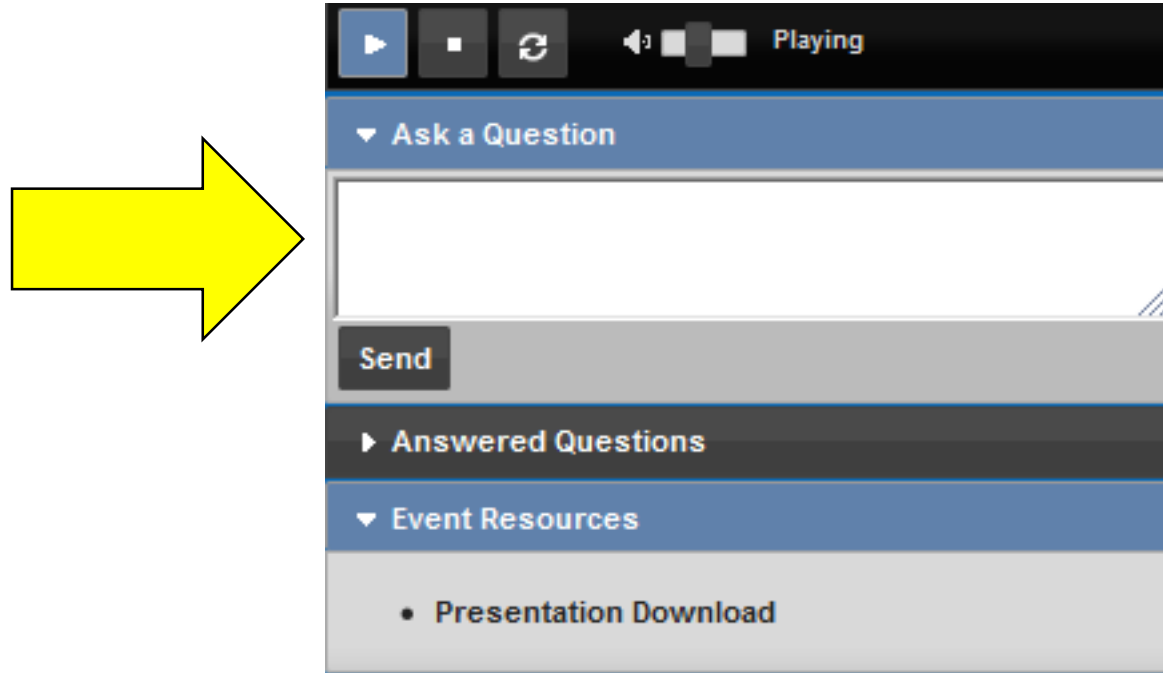 Playing
Ask a Question
Send
Answered Questions
Event Resources
• Presentation Download